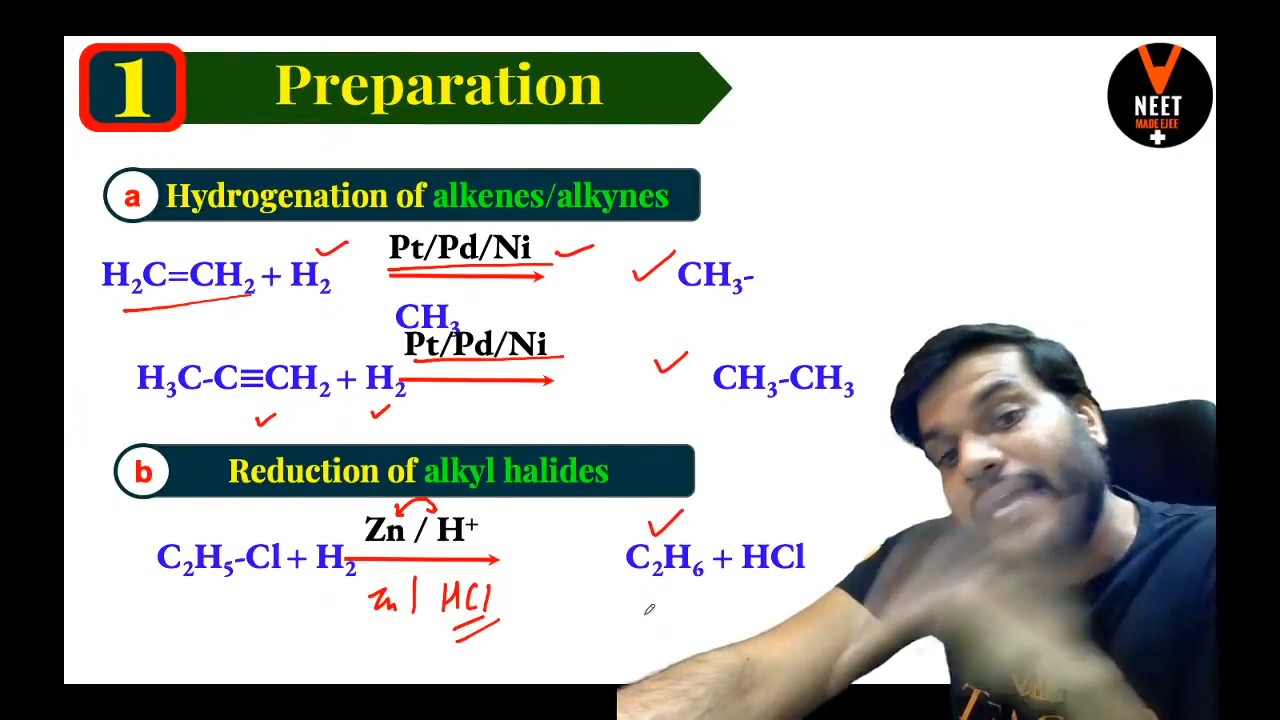 1 Preparation
NEET
MADE EJEE
a Hydrogenation of alkenes/alkynes
H₂C=CH₂ + H₂ Pt/Pd/Ni CH₃-
CH₃
H₃C-C≡CH₂ + H₂ Pt/Pd/Ni CH₃-CH₃
b Reduction of alkyl halides
C₂H₅-Cl + H₂ Zn / H⁺ C₂H₆ + HCl
Zn | HCl